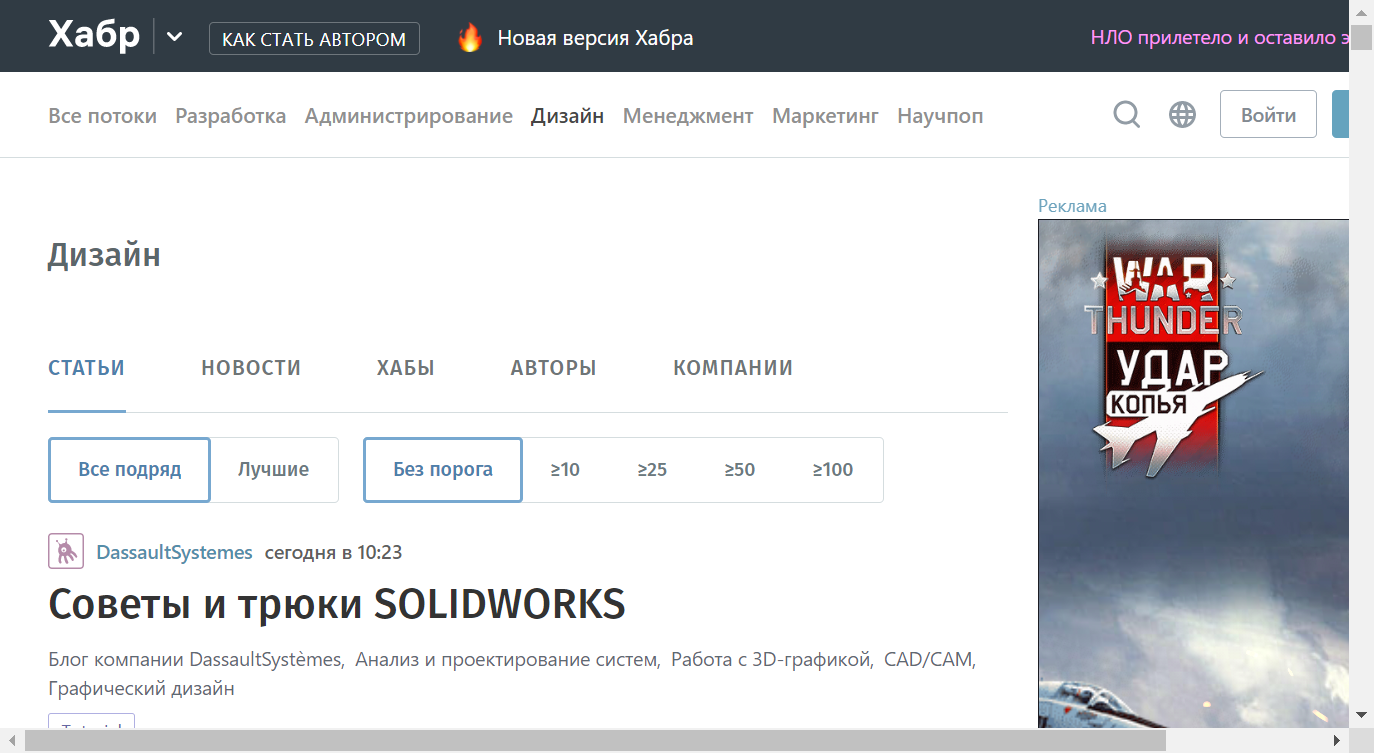 Хабр
КАК СТАТЬ АВТОРОМ
Новая версия Хабра
НЛО прилетело и оставило
Все потоки Разработка Администрирование Дизайн Менеджмент Маркетинг Научпоп
Войти
Реклама
Дизайн
WAR
THUNDER
УДАР
КОПЬЯ
СТАТЬИ НОВОСТИ ХАБЫ АВТОРЫ КОМПАНИИ
Все подряд Лучшие Без порога ≥10 ≥25 ≥50 ≥100
DassaultSystemes сегодня в 10:23
Советы и трюки SOLIDWORKS
Блог компании DassaultSystèmes, Анализ и проектирование систем, Работа с 3D-графикой, CAD/CAM,
Графический дизайн